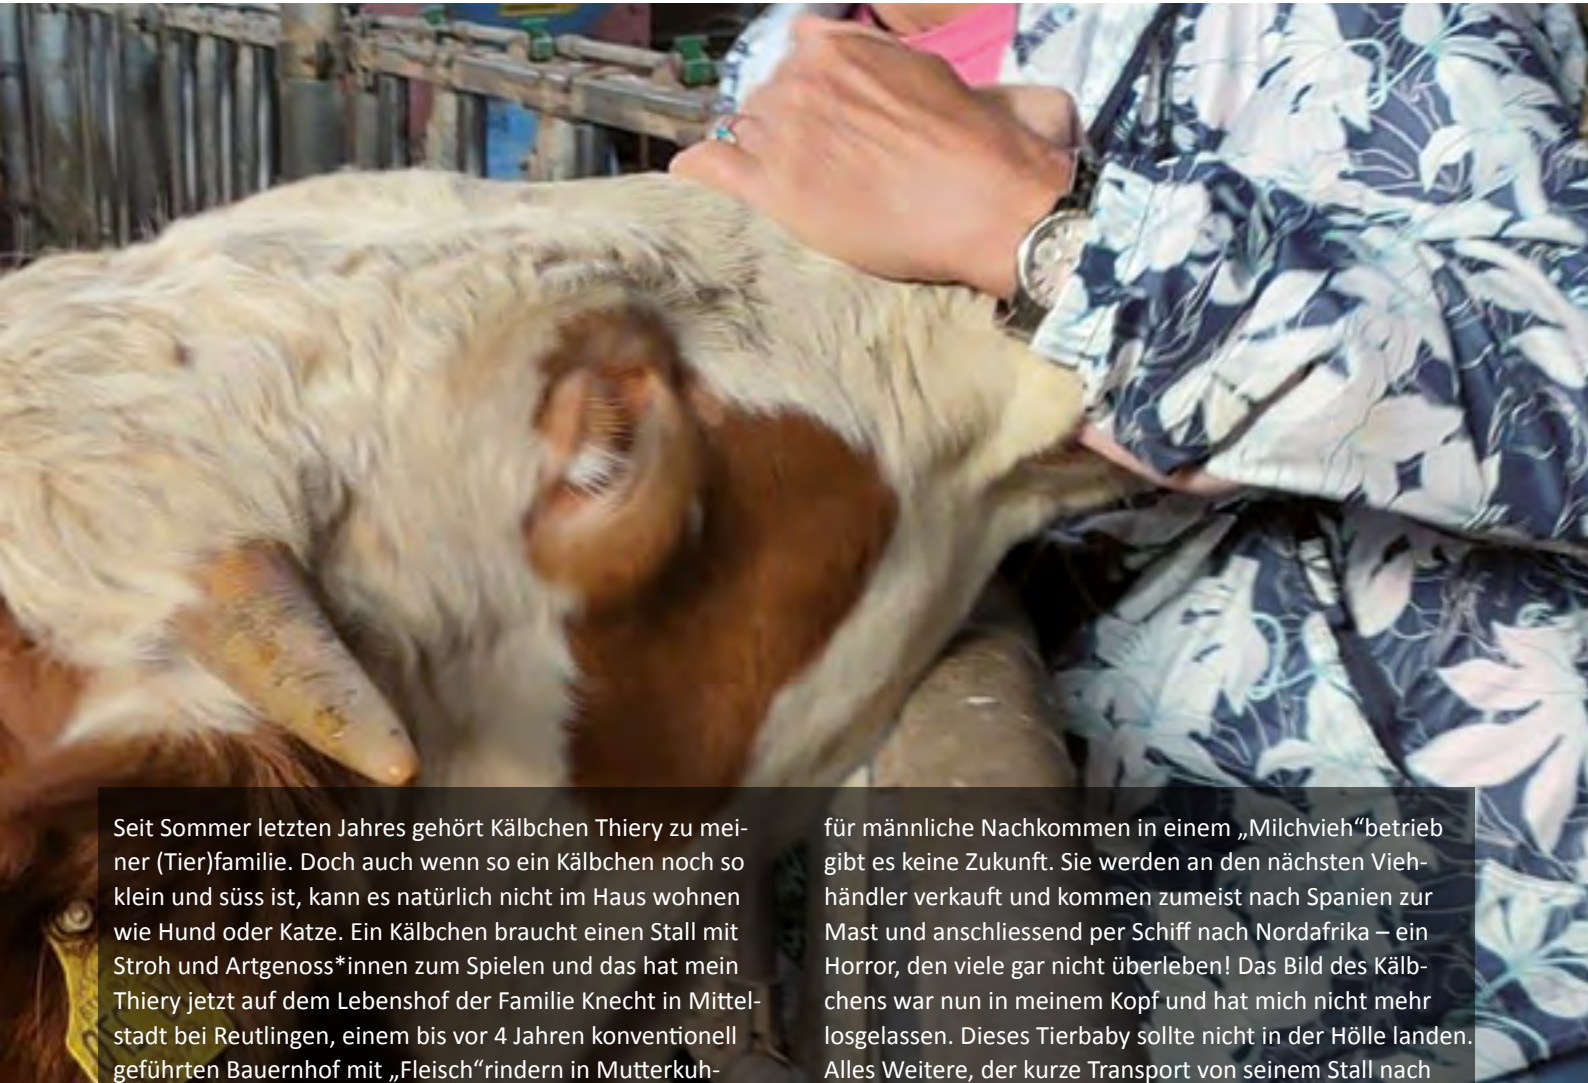 Seit Sommer letzten Jahres gehört Kälbchen Thiery zu mei-
ner (Tier)familie. Doch auch wenn so ein Kälbchen noch so
klein und süss ist, kann es natürlich nicht im Haus wohnen
wie Hund oder Katze. Ein Kälbchen braucht einen Stall mit
Stroh und Artgenoss*innen zum Spielen und das hat mein
Thiery jetzt auf dem Lebenshof der Familie Knecht in Mittel-
stadt bei Reutlingen, einem bis vor 4 Jahren konventionell
geführten Bauernhof mit „Fleisch“rindern in Mutterkuh-
für männliche Nachkommen in einem „Milchvieh“betrieb
gibt es keine Zukunft. Sie werden an den nächsten Vieh-
händler verkauft und kommen zumeist nach Spanien zur
Mast und anschliessend per Schiff nach Nordafrika – ein
Horror, den viele gar nicht überleben! Das Bild des Kälb-
chens war nun in meinem Kopf und hat mich nicht mehr
losgelassen. Dieses Tierbaby sollte nicht in der Hölle landen.
Alles Weitere, der kurze Transport von seinem Stall nach